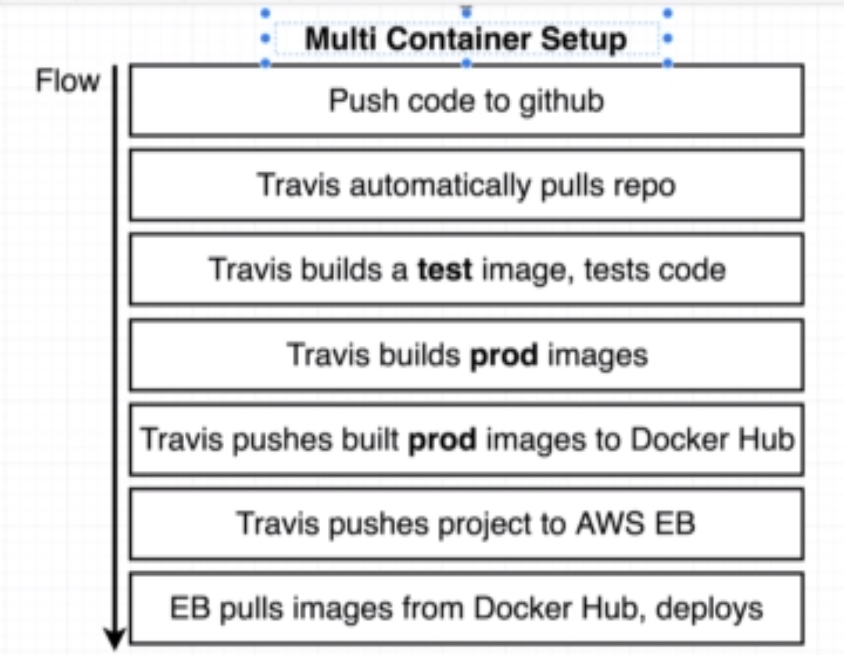 Multi Container Setup
Flow
Push code to github
Travis automatically pulls repo
Travis builds a test image, tests code
Travis builds prod images
Travis pushes built prod images to Docker Hub
Travis pushes project to AWS EB
EB pulls images from Docker Hub, deploys